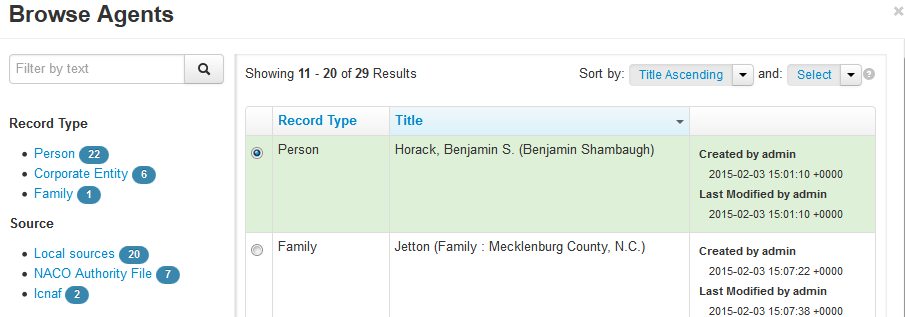 Browse Agents
×
Filter by text
Showing 11 - 20 of 29 Results
Sort by: Title Ascending and: Select ?
Record Type
Person 22
Corporate Entity 6
Family 1
Source
Local sources 20
NACO Authority File 7
lcnaf 2
Record Type Title
Person Horack, Benjamin S. (Benjamin Shambaugh)
Created by admin
2015-02-03 15:01:10 +0000
Last Modified by admin
2015-02-03 15:01:10 +0000
Family Jetton (Family : Mecklenburg County, N.C.)
Created by admin
2015-02-03 15:07:22 +0000
Last Modified by admin
2015-02-03 15:07:38 +0000